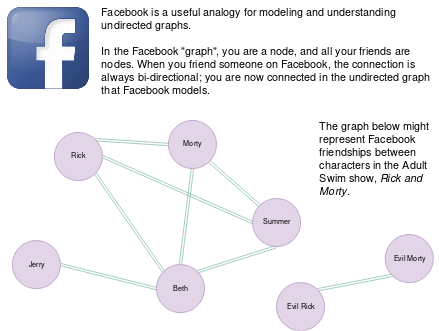 f
Facebook is a useful analogy for modeling and understanding
undirected graphs.
In the Facebook "graph", you are a node, and all your friends are
nodes. When you friend someone on Facebook, the connection is
always bi-directional; you are now connected in the undirected graph
that Facebook models.
The graph below might
represent Facebook
friendships between
characters in the Adult
Swim show, Rick and
Morty.
Morty
Rick
Summer
Jerry
Beth
Evil Morty
Evil Rick